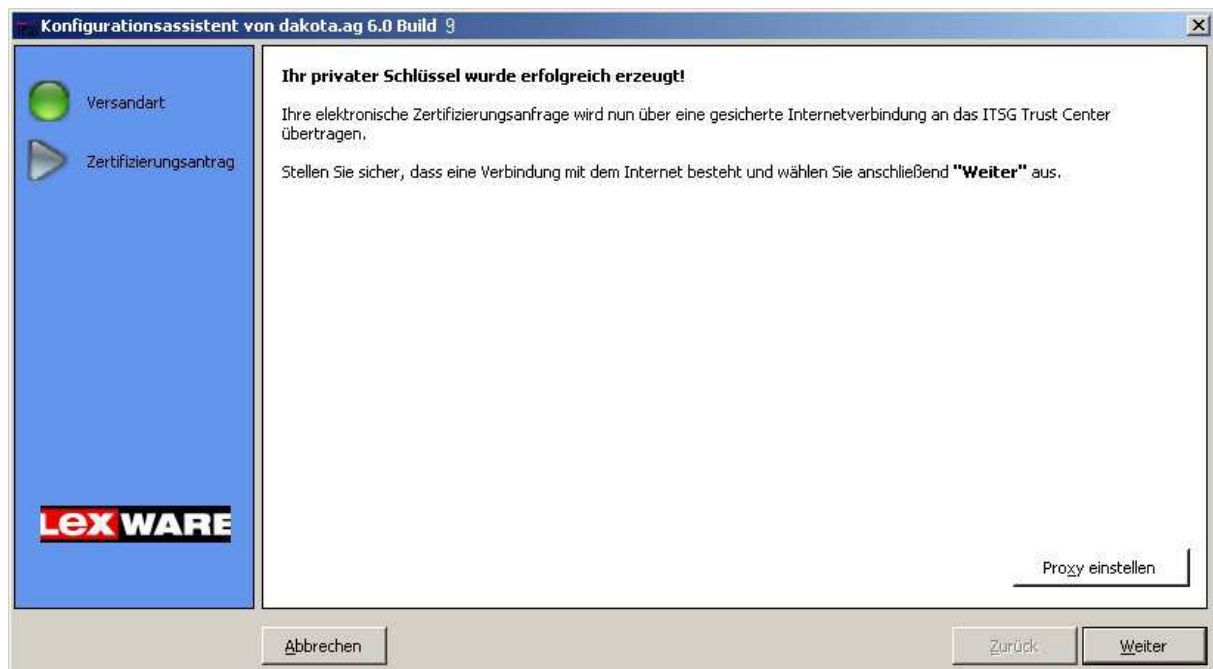 Konfigurationsassistent von dakota.ag 6.0 Build 9
Versandart
Zertifizierungsantrag
LEXWARE
Ihr privater Schlüssel wurde erfolgreich erzeugt!
Ihre elektronische Zertifizierungsanfrage wird nun über eine gesicherte Internetverbindung an das ITSG Trust Center
übertragen.
Stellen Sie sicher, dass eine Verbindung mit dem Internet besteht und wählen Sie anschließend "Weiter" aus.
Proxy einstellen
Abbrechen
Zurück
Weiter